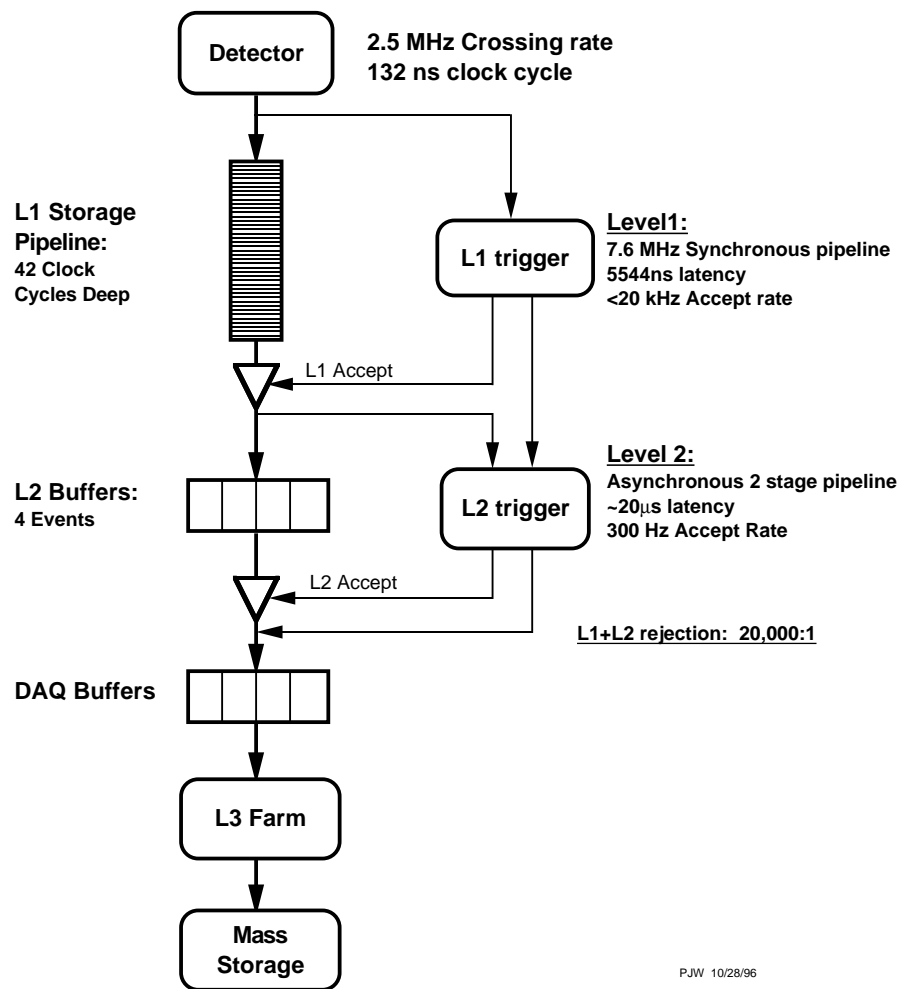 Detector
2.5 MHz Crossing rate
132 ns clock cycle
L1 Storage
Pipeline:
42 Clock
Cycles Deep
L1 trigger
Level1:
7.6 MHz Synchronous pipeline
5544ns latency
<20 kHz Accept rate
L1 Accept
L2 Buffers:
4 Events
L2 trigger
Level 2:
Asynchronous 2 stage pipeline
~20μs latency
300 Hz Accept Rate
L2 Accept
L1+L2 rejection: 20,000:1
DAQ Buffers
L3 Farm
Mass
Storage
PJW 10/28/96